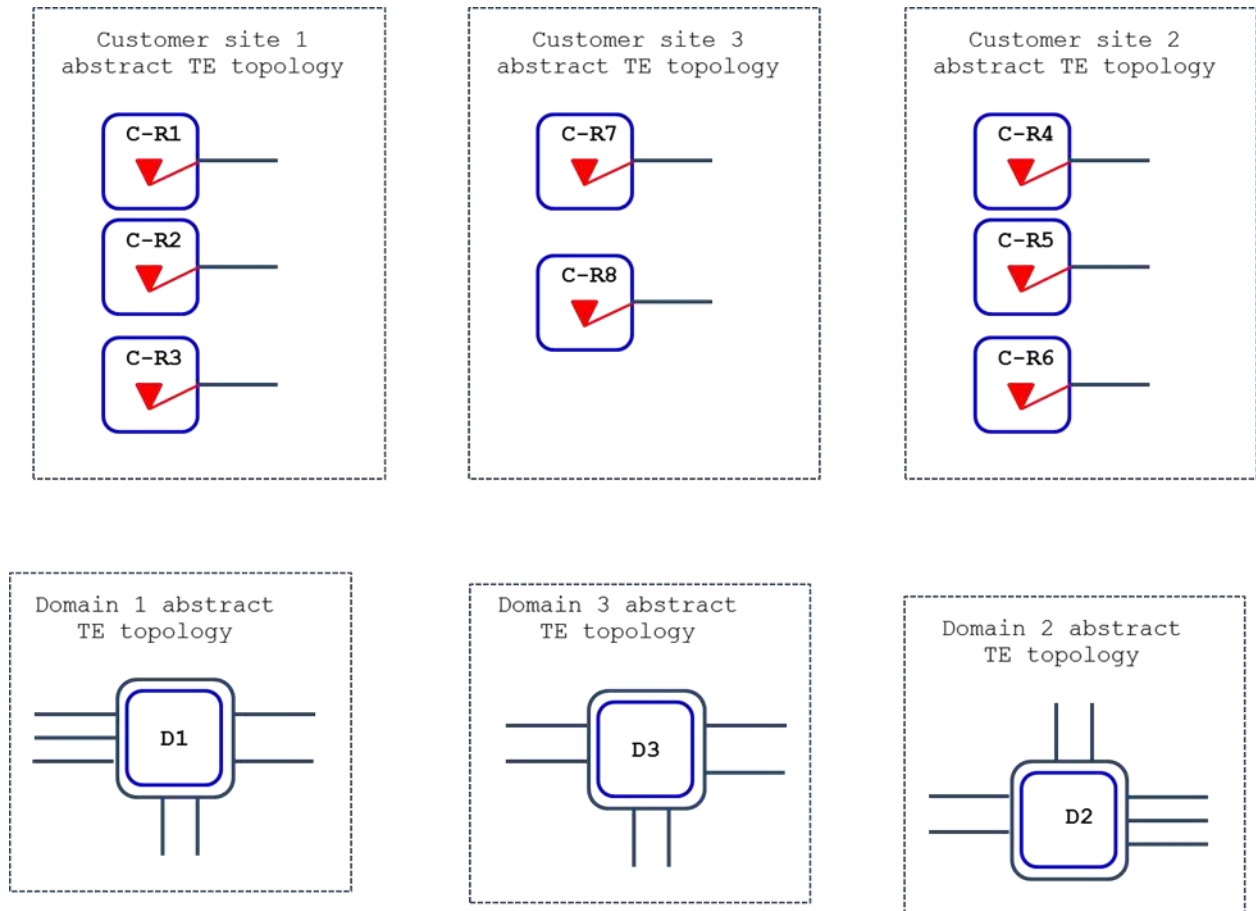 Customer site 1
abstract TE topology
C-R1
C-R2
C-R3
Customer site 3
abstract TE topology
C-R7
C-R8
Customer site 2
abstract TE topology
C-R4
C-R5
C-R6
Domain 1 abstract
TE topology
D1
Domain 3 abstract
TE topology
D3
Domain 2 abstract
TE topology
D2